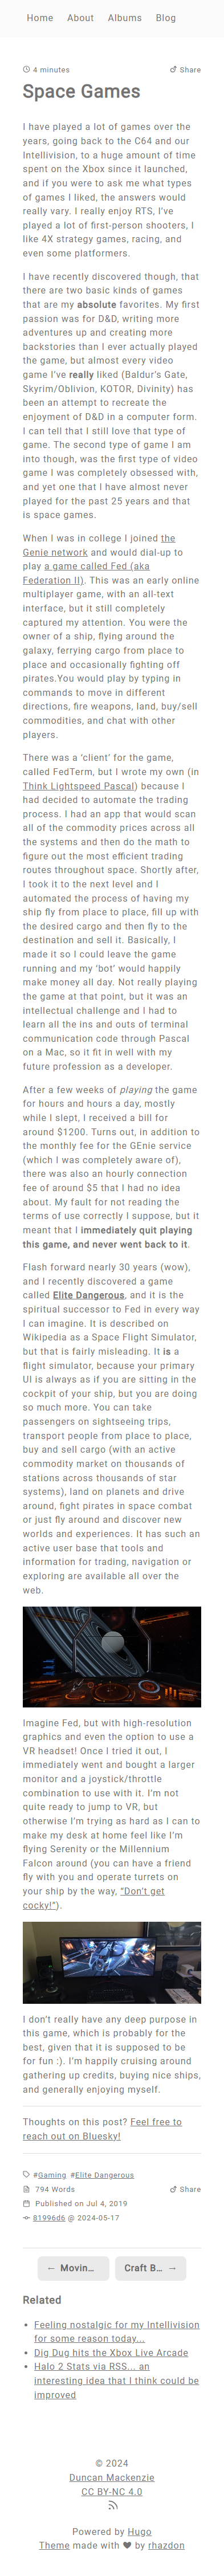 Home About Albums Blog
4 minutes Share
Space Gaming
I have played a lot of games over the
years, going back to the C64 and our
Intellivision, to a huge amount of time
spent on the Xbox since it launched,
and if you were to ask me what types
of games I liked, the answers would
really vary. I really enjoy RTS, I've
played a lot of first-person shooters, I
like 4X strategy games, racing, and
even some platformers.
I have recently discovered though, that
there are two basic kinds of games
that are my absolute favorites. My first
passion was for D&D, writing more
adventures up and creating more
backstories than I ever actually played
the game, but almost every video
game I've really liked (Baldur's Gate,
Skyrim/Oblivion, KOTOR, Divinity) has
been an attempt to recreate the
enjoyment of D&D in a computer form.
I can tell that I still love that type of
game. The second type of game I am
into though, was the first type of video
game I was completely obsessed with,
and yet one that I have almost never
played for the past 25 years and that
is space games.
When I was in college I joined the
Genie network and would dial-up to
play a game called Fed (aka
Federation II). This was an early online
multiplayer game, with an all-text
interface, but it still completely
captured my attention. You were the
owner of a ship, flying around the
galaxy, ferrying cargo from place to
place and occasionally fighting off
pirates.You would play by typing in
commands to move in different
directions, fire weapons, land, buy/sell
commodities, and chat with other
players.
There was a 'client' for the game,
called FedTerm, but I wrote my own (in
Think Lightspeed Pascal) because I
had decided to automate the trading
process. I had an app that would scan
all of the commodity prices across all
the systems and then do the math to
figure out the most efficient trading
routes throughout space. Shortly after,
I took it to the next level and I
automated the process of having my
ship fly from place to place, fill up with
the desired cargo and then fly to the
destination and sell it. Basically, I
made it so I could leave the game
running and my 'bot' would happily
make money all day. Not really playing
the game at that point, but it was an
intellectual challenge and I had to
learn all the ins and outs of terminal
communication code through Pascal
on my Mac, so it fit in well with my
future profession as a developer.
After a few weeks of playing the game
for hours and hours a day, mostly
while I slept, I received a bill for
around $1200. Turns out, in addition to
the monthly fee for the GEnie service
(which I was completely aware of),
there was also an hourly connection
fee of around $5 that I had no idea
about. My fault for not reading the
terms of use correctly I suppose, but it
meant that I immediately quit playing
this game, and never went back to it.
Flash forward nearly 30 years (wow),
and I recently discovered a game
called Elite Dangerous, and it is the
spiritual successor to Fed in every way
I can imagine. It is described on
Wikipedia as a Space Flight Simulator,
but that is fairly misleading. It is a
flight simulator, because your primary
UI is always as if you are sitting in the
cockpit of your ship, but you are doing
so much more. You can take
passengers on sightseeing trips,
transport people from place to place,
buy and sell cargo (with an active
commodity market on thousands of
stations across thousands of star
systems), land on planets and drive
around, fight pirates in space combat
or just fly around and discover new
worlds and experiences. It has such an
active user base that tools and
information for trading, navigation or
exploring are available all over the
web.
Imagine Fed, but with high-resolution
graphics and even the option to use a
VR headset! Once I tried it out, I
immediately went and bought a larger
monitor and a joystick/throttle
combination to use with it. I'm not
quite ready to jump to VR, but
otherwise I'm trying as hard as I can to
make my desk at home feel like I'm
flying Serenity or the Millennium
Falcon around (you can have a friend
fly with you and operate turrets on
your ship by the way, "Don't get
cocky!").
I don't really have any deep purpose in
this game, which is probably for the
best, given that it is supposed to be
for fun :). I'm happily cruising around
gathering up credits, buying nice ships,
and generally enjoying myself.
Thoughts on this post? Feel free to
reach out on Bluesky!
#Gaming #Elite Dangerous
794 Words Share
Published on Jul 4, 2019
81996d6 @ 2024-05-17
← Movin… Craft B… →
Related
Feeling nostalgic for my Intellivision
for some reason today...
Dig Dug hits the Xbox Live Arcade
Halo 2 Stats via RSS... an
interesting idea that I think could be
improved
© 2024
Duncan Mackenzie
CC BY-NC 4.0
Powered by Hugo
Theme made with ❤ by rhazdon